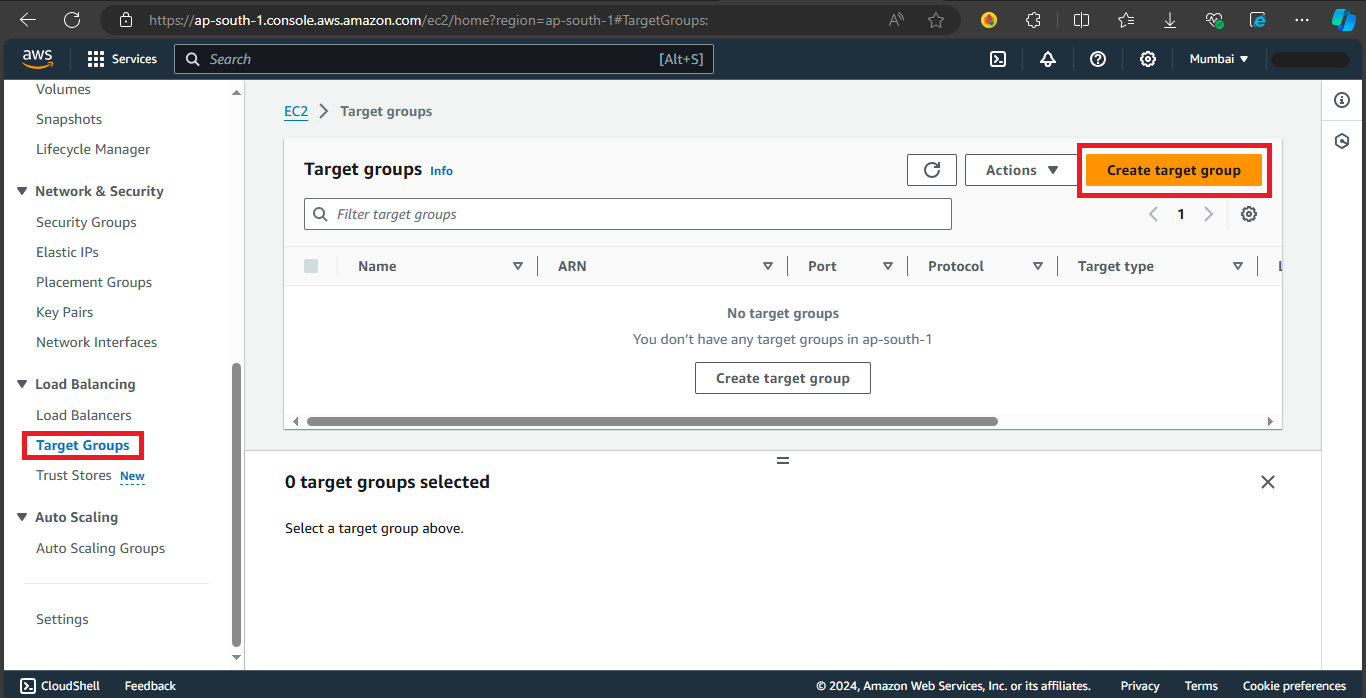 https://ap-south-1.console.aws.amazon.com/ec2/home?region=ap-south-1#TargetGroups:
aws Services Search [Alt+S] Mumbai
Volumes
Snapshots
Lifecycle Manager
Network & Security
Security Groups
Elastic IPs
Placement Groups
Key Pairs
Network Interfaces
Load Balancing
Load Balancers
Target Groups
Trust Stores New
Auto Scaling
Auto Scaling Groups
Settings
EC2 Target groups
Target groups Info Actions Create target group
Filter target groups 1
Name ARN Port Protocol Target type
No target groups
You don't have any target groups in ap-south-1
Create target group
0 target groups selected
Select a target group above.
CloudShell Feedback © 2024, Amazon Web Services, Inc. or its affiliates. Privacy Terms Cookie preferences